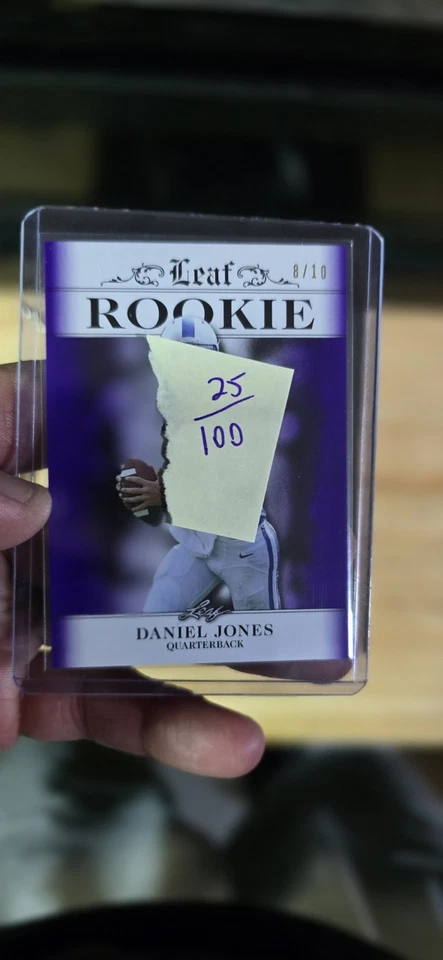 Leaf
8/10
ROOKIE
25
100
Leaf
DANIEL JONES
QUARTERBACK